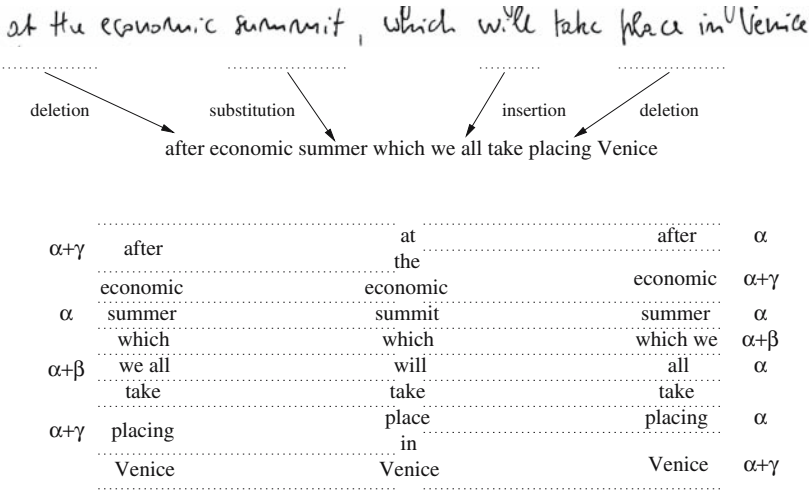 at the economic summit, which will take place in Venice
deletion substitution insertion deletion
after economic summer which we all take placing Venice
at after α
α+γ after
the
economic α+γ
economic economic
α summer summit summer α
which which which we α+β
α+β we all will all α
take take take
place placing α
α+γ placing
in
Venice α+γ
Venice Venice